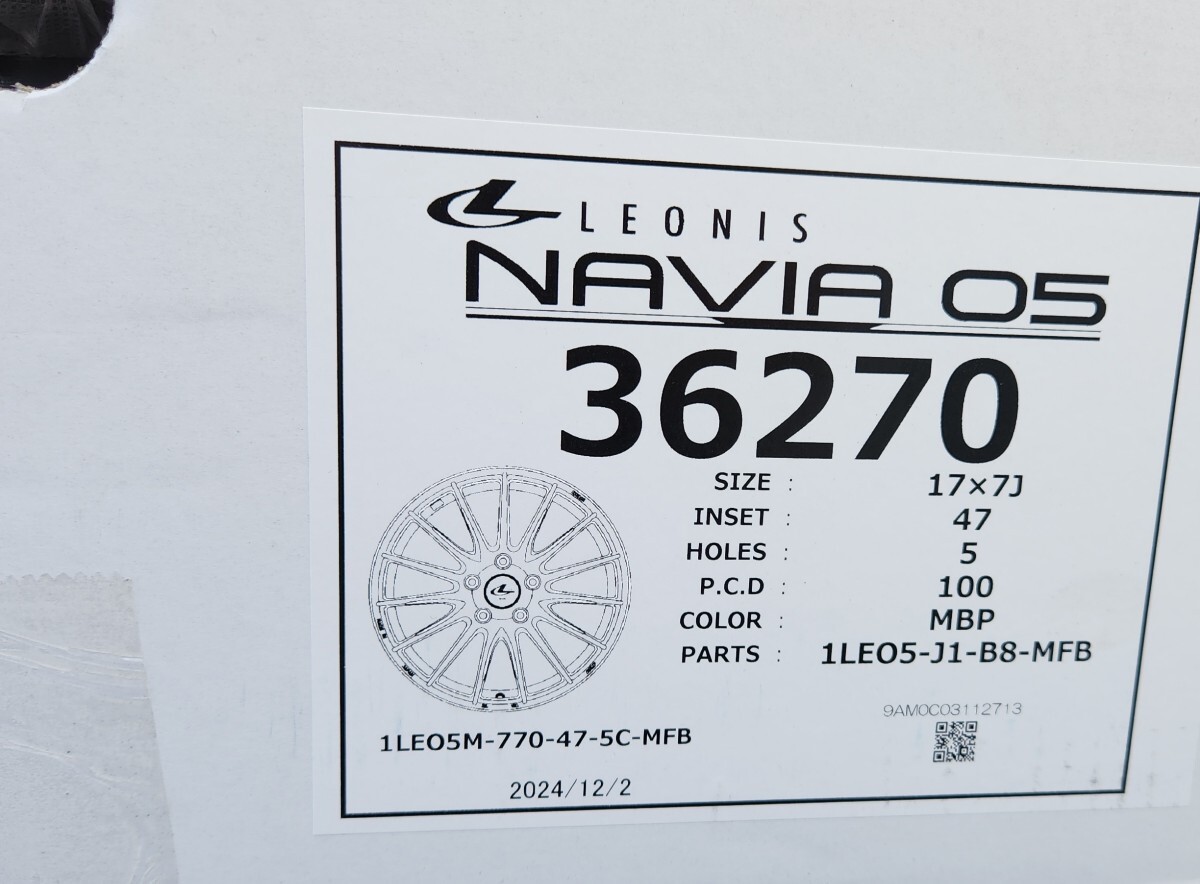 LEONIS
NAVIA 05
36270
SIZE : 17×7J
INSET : 47
HOLES : 5
P.C.D : 100
COLOR : MBP
PARTS : 1LEO5-J1-B8-MFB
9AM0C03112713
1LEO5M-770-47-5C-MFB
2024/12/2